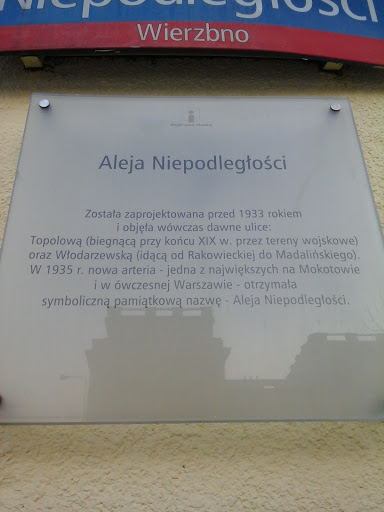 Niepodległości
Wierzbno
Aleja Niepodległości
Została zaprojektowana przed 1933 rokiem
i objęła wówczas dawne ulice:
Topolową (biegnącą przy końcu XIX w. przez tereny wojskowe)
oraz Włodarzewską (idącą od Rakowieckiej do Madalińskiego).
W 1935 r. nowa arteria - jedna z największych na Mokotowie
i w ówczesnej Warszawie - otrzymała
symboliczną pamiątkową nazwę - Aleja Niepodległości.